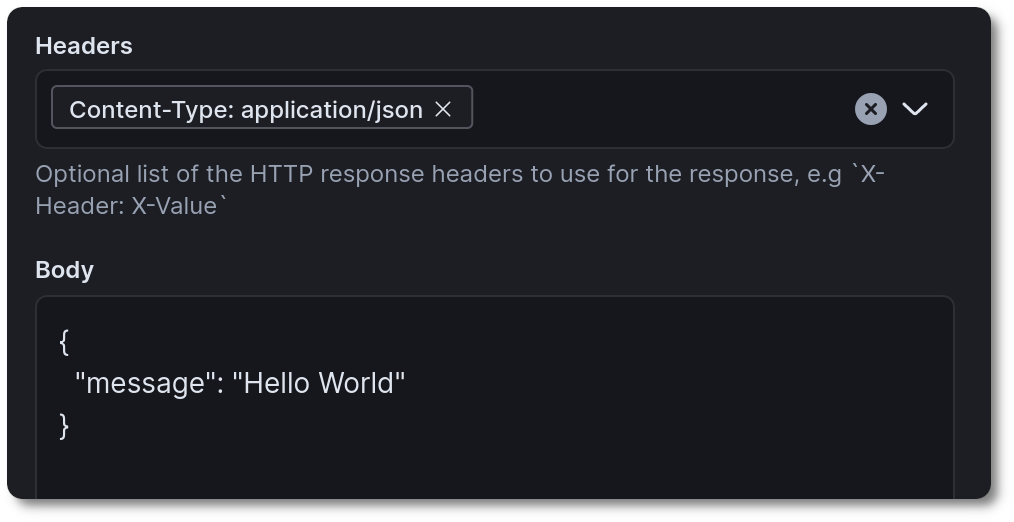 Headers
Content-Type: application/json
Optional list of the HTTP response headers to use for the response, e.g `X-
Header: X-Value`
Body
{
  "message": "Hello World"
}